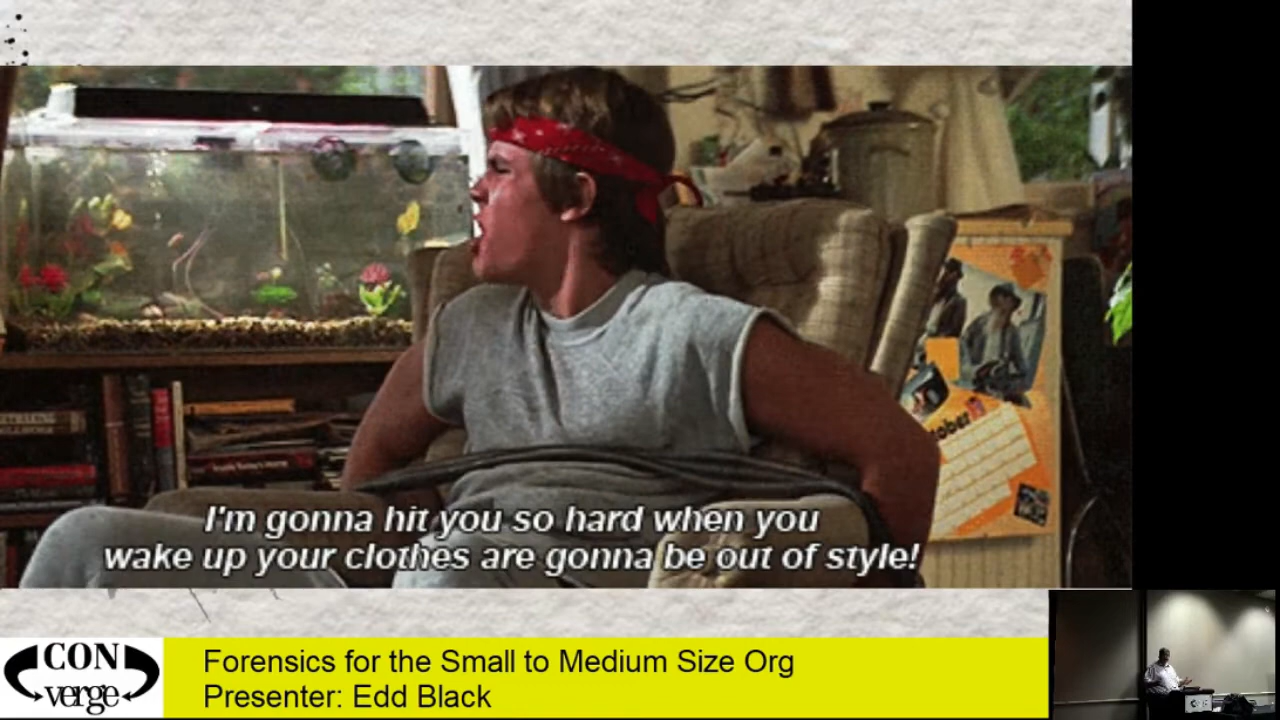 ober
I'm gonna hit you so hard when you
wake up your clothes are gonna be out of style!
CON
verge
Forensics for the Small to Medium Size Org
Presenter: Edd Black